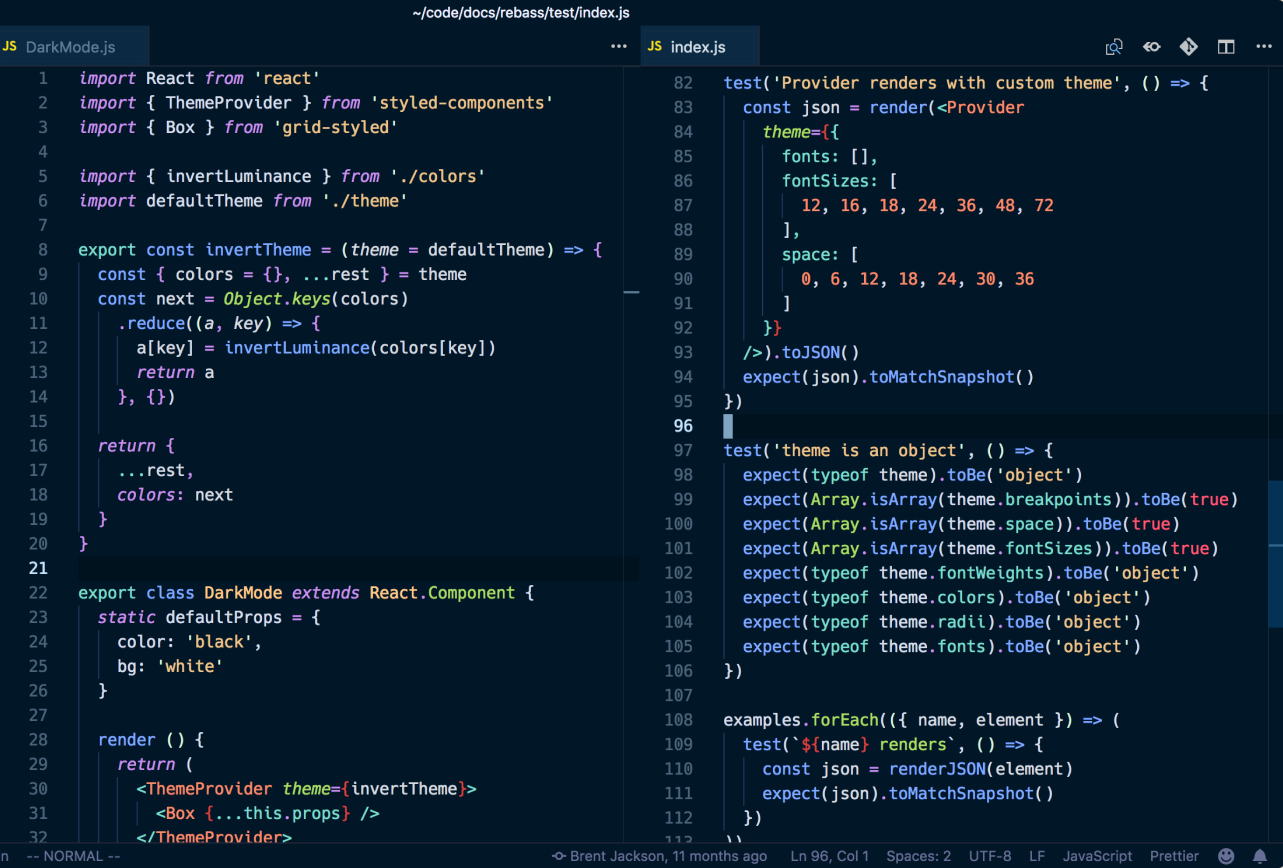 ~/code/docs/rebass/test/index.js
JS DarkMode.js
1 import React from 'react'
2 import { ThemeProvider } from 'styled-components'
3 import { Box } from 'grid-styled'
4
5 import { invertLuminance } from './colors'
6 import defaultTheme from './theme'
7
8 export const invertTheme = (theme = defaultTheme) => {
9 const { colors = {}, ...rest } = theme
10 const next = Object.keys(colors)
11 .reduce((a, key) => {
12 a[key] = invertLuminance(colors[key])
13 return a
14 }, {})
15
16 return {
17 ...rest,
18 colors: next
19 }
20 }
21
22 export class DarkMode extends React.Component {
23 static defaultProps = {
24 color: 'black',
25 bg: 'white'
26 }
27
28 render () {
29 return (
30 <ThemeProvider theme={invertTheme}>
31 <Box {...this.props} />
32 </ThemeProvider>
JS index.js
82 test('Provider renders with custom theme', () => {
83 const json = render(<Provider
84 theme={{
85 fonts: [],
86 fontSizes: [
87 12, 16, 18, 24, 36, 48, 72
88 ],
89 space: [
90 0, 6, 12, 18, 24, 30, 36
91 ]
92 }}
93 />).toJSON()
94 expect(json).toMatchSnapshot()
95 })
96
97 test('theme is an object', () => {
98 expect(typeof theme).toBe('object')
99 expect(Array.isArray(theme.breakpoints)).toBe(true)
100 expect(Array.isArray(theme.space)).toBe(true)
101 expect(Array.isArray(theme.fontSizes)).toBe(true)
102 expect(typeof theme.fontWeights).toBe('object')
103 expect(typeof theme.colors).toBe('object')
104 expect(typeof theme.radii).toBe('object')
105 expect(typeof theme.fonts).toBe('object')
106 })
107
108 examples.forEach(({ name, element }) => (
109 test(`${name} renders`, () => {
110 const json = renderJSON(element)
111 expect(json).toMatchSnapshot()
112 })
113 ))
n -- NORMAL -- Brent Jackson, 11 months ago Ln 96, Col 1 Spaces: 2 UTF-8 LF JavaScript Prettier